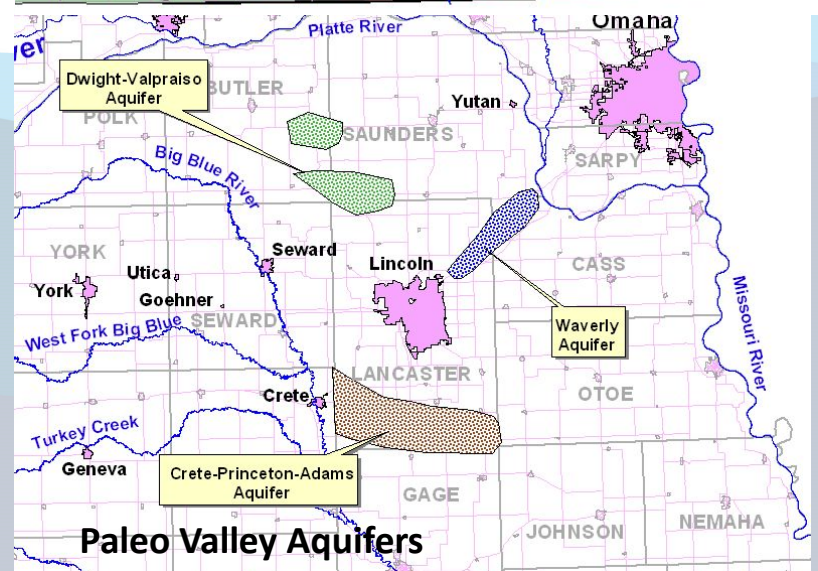 Omaha
Platte River
ver
Dwight-Valpraiso
Aquifer
BUTLER
Yutan
POLK
SAUNDERS
Big Blue River
SARPY
YORK
Seward
Lincoln
Utica
CASS
York
Goehner
Missouri River
SEWARD
West Fork Big Blue
Waverly
Aquifer
LANCASTER
Crete
OTOE
Turkey Creek
Geneva
Crete-Princeton-Adams
Aquifer
GAGE
Paleo Valley Aquifers
JOHNSON
NEMAHA